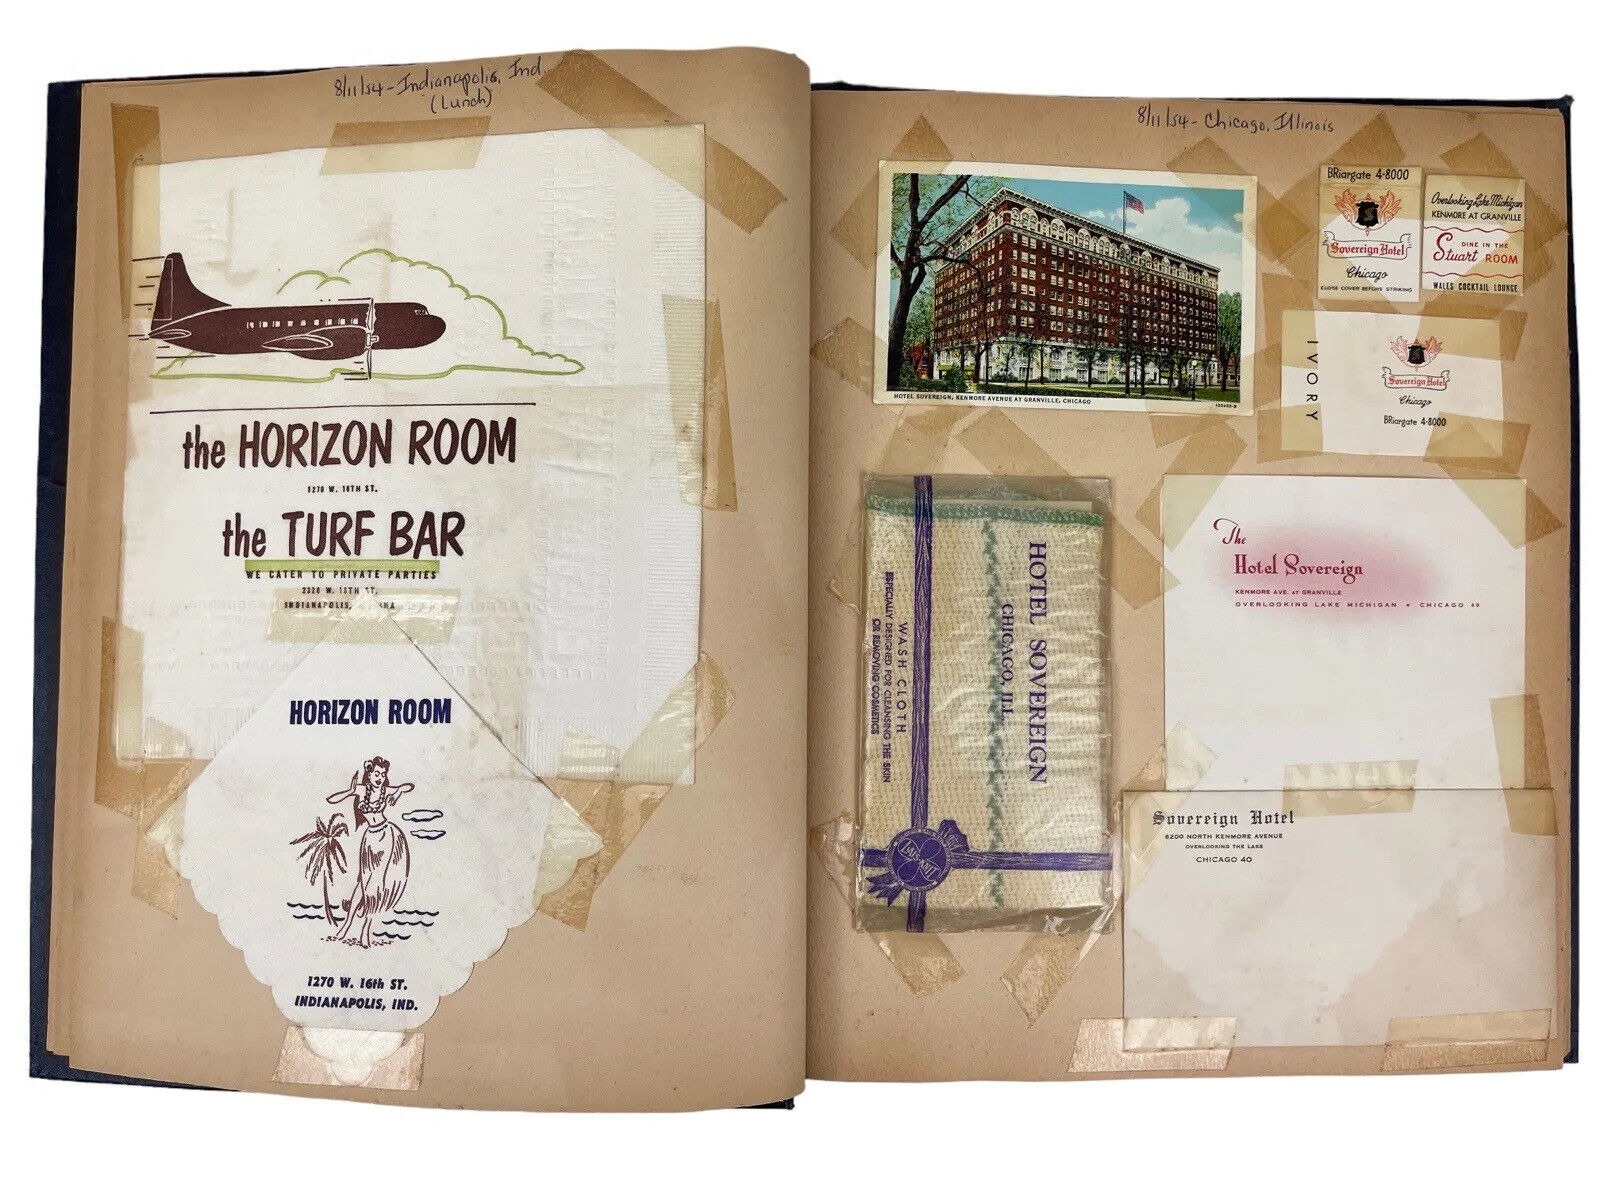 8/11/54 - Indianapolis, Ind.
(Lunch)
the HORIZON ROOM
1270 W. 16TH ST.
the TURF BAR
WE CATER TO PRIVATE PARTIES
2320 W. 16TH ST.
INDIANAPOLIS,
HORIZON ROOM
1270 W. 16th ST.
INDIANAPOLIS, IND.
8/11/54 - Chicago, Illinois
HOTEL SOVEREIGN, KENMORE AVENUE AT GRANVILLE, CHICAGO
BRiargate 4-8000
S
Sovereign Hotel
Chicago
CLOSE COVER BEFORE STRIKING
Overlooking Lake Michigan
KENMORE AT GRANVILLE
DINE IN THE
Stuart ROOM
WALES COCKTAIL LOUNGE
IVORY
Sovereign Hotel
Chicago
BRiargate 4-8000
HOTEL SOVEREIGN
CHICAGO, ILL.
WASH CLOTH
ESPECIALLY DESIGNED FOR CLEANSING THE SKIN
OR REMOVING COSMETICS
The
Hotel Sovereign
KENMORE AVE. AT GRANVILLE
OVERLOOKING LAKE MICHIGAN • CHICAGO 40
Sovereign Hotel
6200 NORTH KENMORE AVENUE
OVERLOOKING THE LAKE
CHICAGO 40